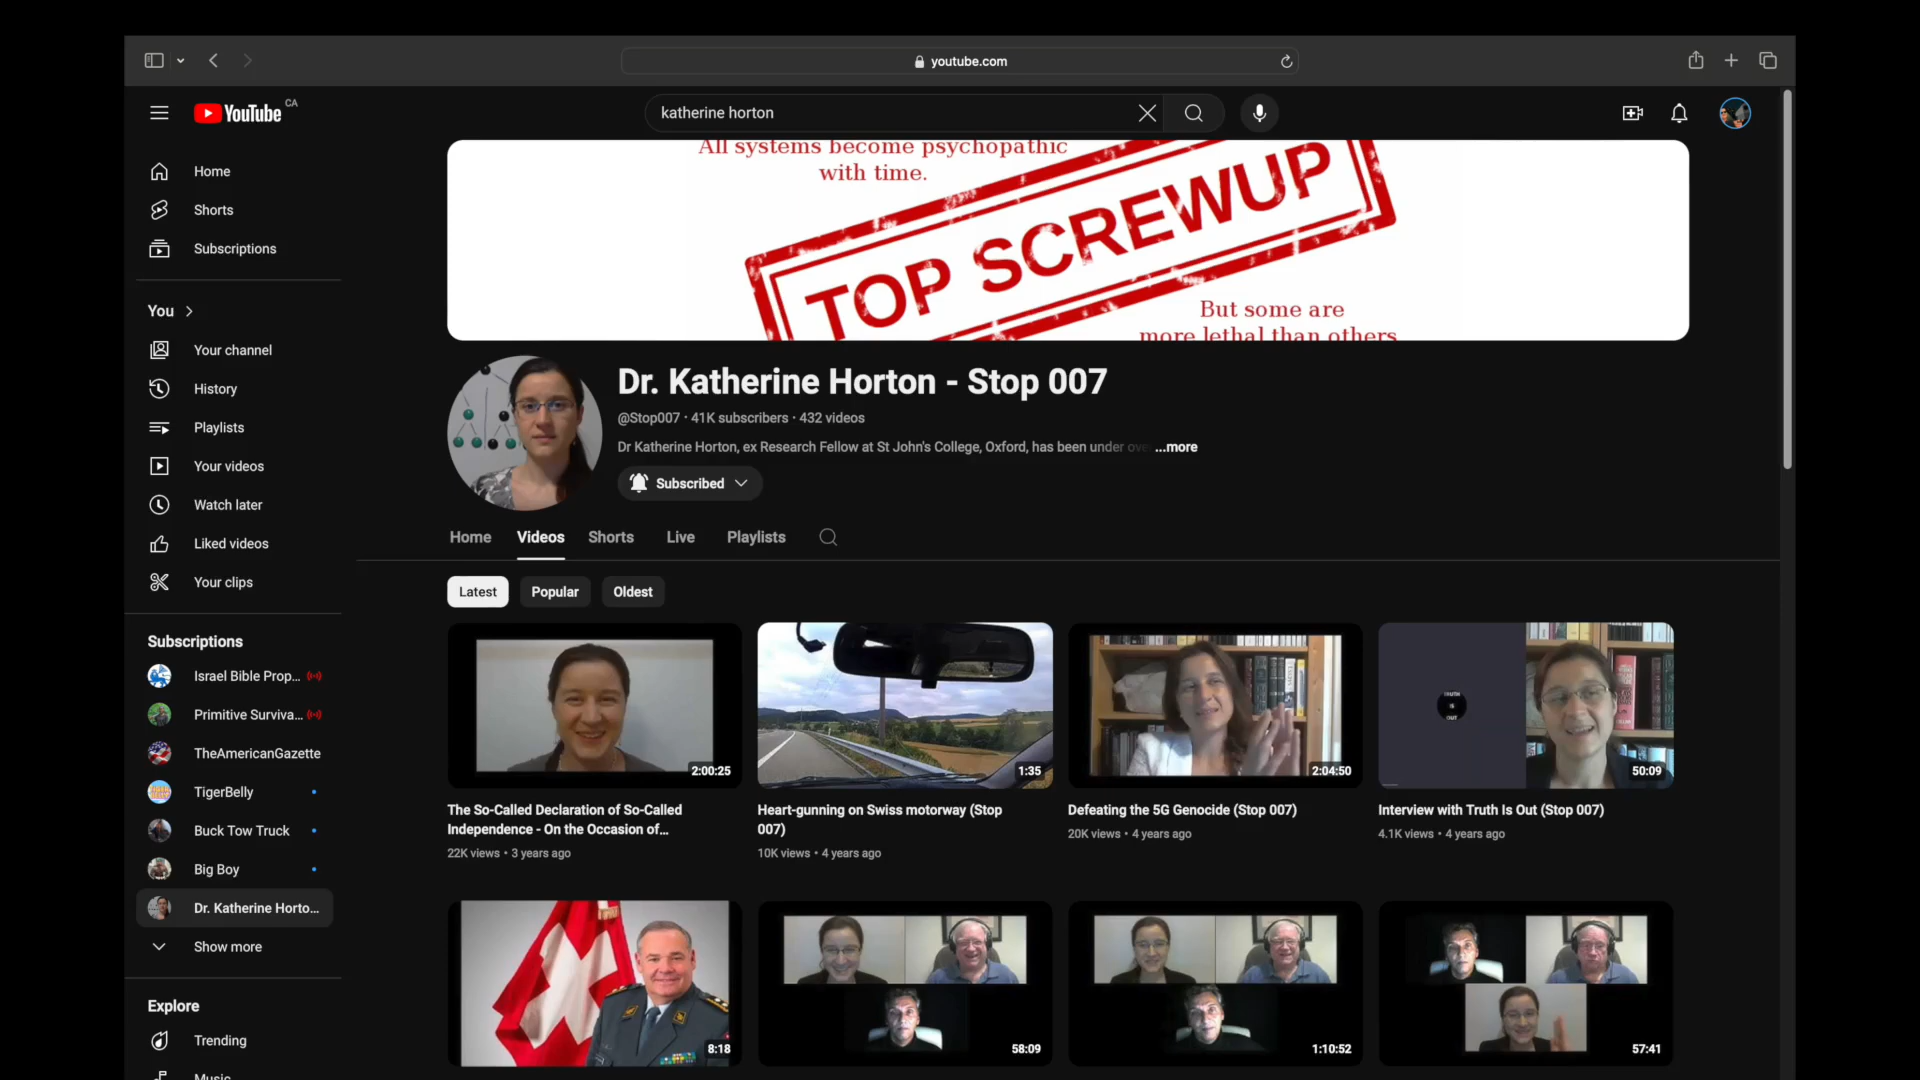 youtube.com
YouTube CA
katherine horton
Home
Shorts
Subscriptions
You
Your channel
History
Playlists
Your videos
Watch later
Liked videos
Your clips
Subscriptions
Israel Bible Prop...
Primitive Surviva...
TheAmericanGazette
TigerBelly
Buck Tow Truck
Big Boy
Dr. Katherine Horto...
Show more
Explore
Trending
Music
All systems become psychopathic
with time.
TOP SCREWUP
But some are
more lethal than others
Dr. Katherine Horton - Stop 007
@Stop007 · 41K subscribers · 432 videos
Dr Katherine Horton, ex Research Fellow at St John's College, Oxford, has been under ...more
Subscribed
Home Videos Shorts Live Playlists
Latest Popular Oldest
2:00:25
The So-Called Declaration of So-Called
Independence - On the Occasion of...
22K views • 3 years ago
1:35
Heart-gunning on Swiss motorway (Stop
007)
10K views • 4 years ago
2:04:50
Defeating the 5G Genocide (Stop 007)
20K views • 4 years ago
TRUTH
IS
OUT
50:09
Interview with Truth Is Out (Stop 007)
4.1K views • 4 years ago
8:18
58:09
1:10:52
57:41